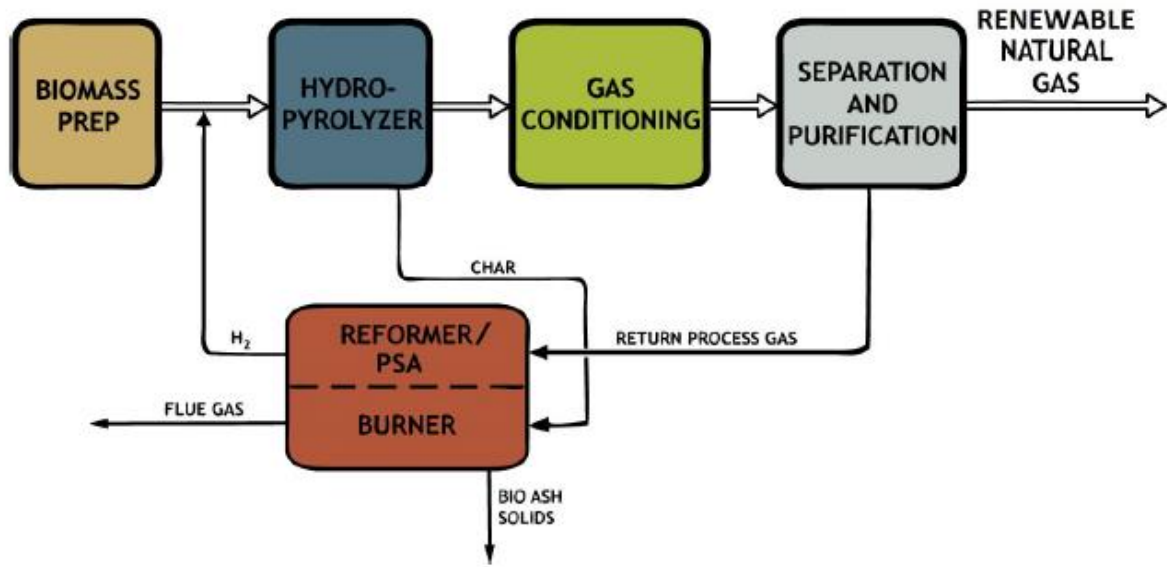 BIOMASS
PREP
HYDRO-
PYROLYZER
GAS
CONDITIONING
SEPARATION
AND
PURIFICATION
RENEWABLE
NATURAL
GAS
CHAR
H₂
REFORMER/
PSA
BURNER
RETURN PROCESS GAS
FLUE GAS
BIO ASH
SOLIDS